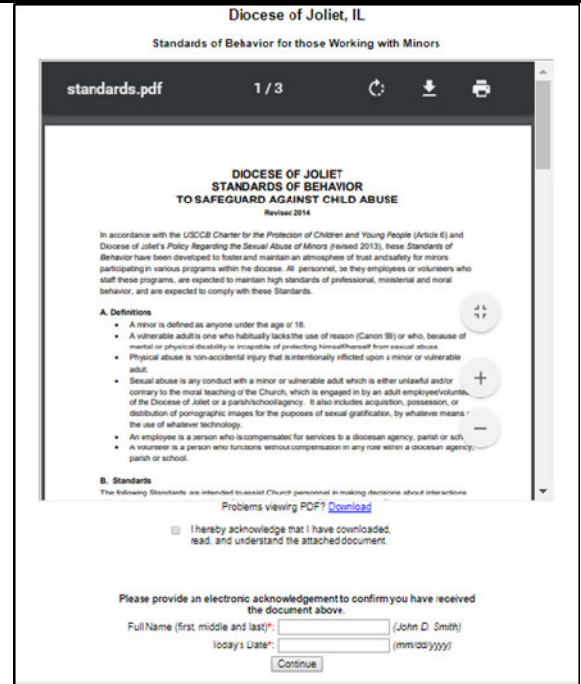 Diocese of Joliet, IL
Standards of Behavior for those Working with Minors
standards.pdf 1 / 3
DIOCESE OF JOLIET
STANDARDS OF BEHAVIOR
TO SAFEGUARD AGAINST CHILD ABUSE
Revised 2014
In accordance with the USCCB Charter for the Protecion of Children and Young People (Article 6) and
Diocese of Joliet's Policy Regarding the Sexual Abuse of Minors (revised 2013), these Standards of
Behavior have been developed to foster and maintain an atmosphere of trust and safety for minors
participating in various programs within the diocese. All personnel, be they employees or volunteers who
staff these programs, are expected to maintain high standards of professional, ministerial and moral
behavior, and are expected to comply with these Standards.
A. Definitions
• A minor is defined as anyone under the age of 18.
• A vulnerable adult is one who habitually lacks the use of reason (Canon 99) or who, because of
mental or physical disability is incapable of protecting himself/herself from sexual abuse.
• Physical abuse is non-accidental injury that is intentionally inflicted upon a minor or vulnerable
adult.
• Sexual abuse is any conduct with a minor or vulnerable adult which is either unlawful and/or
contrary to the moral teaching of the Church, which is engaged in by an adult employee/voluntee
of the Diocese of Joliet or a parish/school/agency. It also includes acquisition, possession, or
distribution of pornographic images for the puposes of sexual gratification, by whatever means
the use of whatever technology.
• An employee is a person who is compensated for services to a diocesan agency, parish or sch
• A volunteer is a person who functions without compensation in any role within a diocesan agency,
parish or school.
B. Standards
The following Standards are intended to assist Church personnel in making decisions about interactions
Problems viewing PDF? Download
I hereby acknowledge that I have downloaded,
read, and understand the attached document.
Please provide an electronic acknowledgement to confirm you have received
the document above.
Full Name (first, middle and last)*: (John D. Smith)
Today's Date*: (mm/dd/yyyy)
Continue